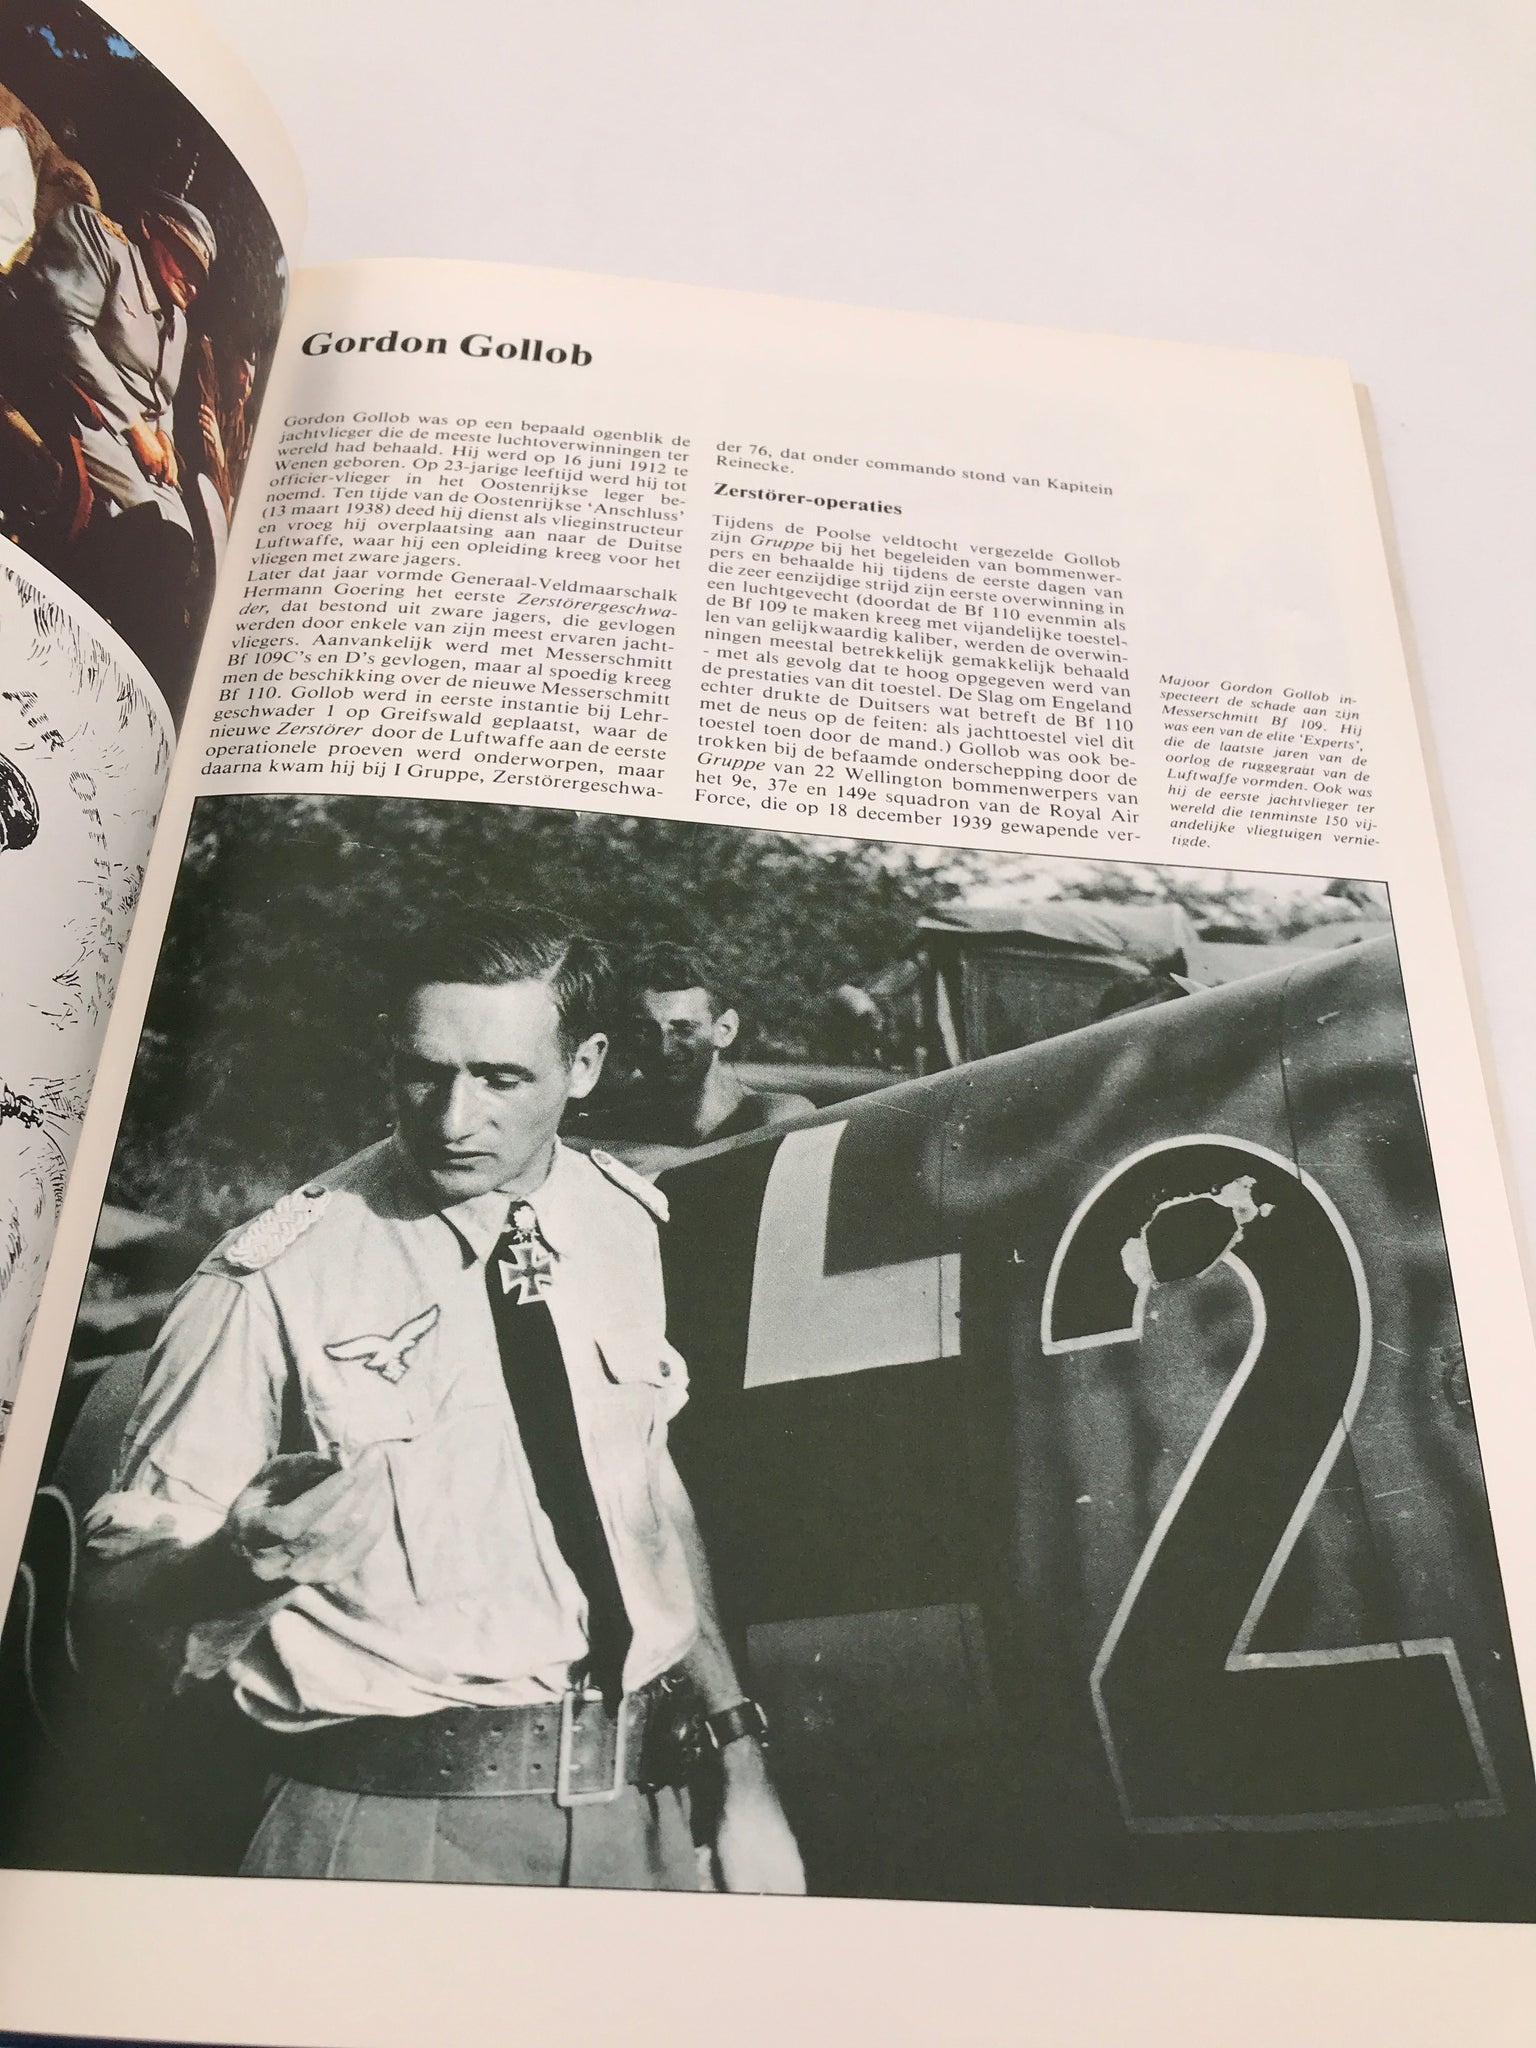 Gordon Gollob
Gordon Gollob was op een bepaald ogenblik de
jachtvlieger die de meeste luchtoverwinningen ter
wereld had behaald. Hij werd op 16 juni 1912 te
Wenen geboren. Op 23-jarige leeftijd werd hij tot
officier-vlieger in het Oostenrijkse leger be-
noemd. Ten tijde van de Oostenrijkse 'Anschluss'
(13 maart 1938) deed hij dienst als vlieginstructeur
en vroeg hij overplaatsing aan naar de Duitse
Luftwaffe, waar hij een opleiding kreeg voor het
vliegen met zware jagers.
Later dat jaar vormde Generaal-Veldmaarschalk
Hermann Goering het eerste Zerstörergeschwa-
der, dat bestond uit zware jagers, die gevlogen
werden door enkele van zijn meest ervaren jacht-
vliegers. Aanvankelijk werd met Messerschmitt
Bf 109C's en D's gevlogen, maar al spoedig kreeg
men de beschikking over de nieuwe Messerschmitt
Bf 110. Gollob werd in eerste instantie bij Lehr-
geschwader 1 op Greifswald geplaatst, waar de
nieuwe Zerstörer door de Luftwaffe aan de eerste
operationele proeven werd onderworpen, maar
daarna kwam hij bij I Gruppe, Zerstörergeschwa-
der 76, dat onder commando stond van Kapitein
Reinecke.
Zerstörer-operaties
Tijdens de Poolse veldtocht vergezelde Gollob
zijn Gruppe bij het begeleiden van bommenwer-
pers en behaalde hij tijdens de eerste dagen van
die zeer eenzijdige strijd zijn eerste overwinning in
een luchtgevecht (doordat de Bf 110 evenmin als
de Bf 109 te maken kreeg met vijandelijke toestel-
len van gelijkwaardig kaliber, werden de overwin-
ningen meestal betrekkelijk gemakkelijk behaald
- met als gevolg dat te hoog opgegeven werd van
de prestaties van dit toestel. De Slag om Engeland
echter drukte de Duitsers wat betreft de Bf 110
met de neus op de feiten: als jachttoestel viel dit
toestel toen door de mand.) Gollob was ook be-
trokken bij de befaamde onderschepping door de
Gruppe van 22 Wellington bommenwerpers van
het 9e, 37e en 149e squadron van de Royal Air
Force, die op 18 december 1939 gewapende ver-
Majoor Gordon Gollob in-
specteert de schade aan zijn
Messerschmitt Bf 109. Hij
was een van de elite 'Experts',
die de laatste jaren van de
oorlog de ruggegraat van de
Luftwaffe vormden. Ook was
hij de eerste jachtvlieger ter
wereld die tenminste 150 vij-
andelijke vliegtuigen vernie-
tigde.
2
AIR
OFFENSIVE